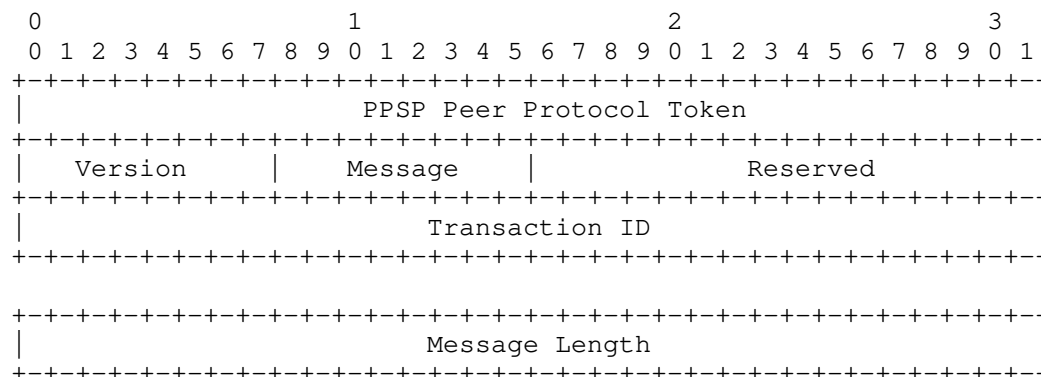 0                   1                   2                   3
0 1 2 3 4 5 6 7 8 9 0 1 2 3 4 5 6 7 8 9 0 1 2 3 4 5 6 7 8 9 0 1
+-+-+-+-+-+-+-+-+-+-+-+-+-+-+-+-+-+-+-+-+-+-+-+-+-+-+-+-+-+-+-+--
|                     PPSP Peer Protocol Token
+-+-+-+-+-+-+-+-+-+-+-+-+-+-+-+-+-+-+-+-+-+-+-+-+-+-+-+-+-+-+-+--
|   Version     |    Message    |             Reserved
+-+-+-+-+-+-+-+-+-+-+-+-+-+-+-+-+-+-+-+-+-+-+-+-+-+-+-+-+-+-+-+--
|                         Transaction ID
+-+-+-+-+-+-+-+-+-+-+-+-+-+-+-+-+-+-+-+-+-+-+-+-+-+-+-+-+-+-+-+--
+-+-+-+-+-+-+-+-+-+-+-+-+-+-+-+-+-+-+-+-+-+-+-+-+-+-+-+-+-+-+-+--
|                         Message Length
+-+-+-+-+-+-+-+-+-+-+-+-+-+-+-+-+-+-+-+-+-+-+-+-+-+-+-+-+-+-+-+--